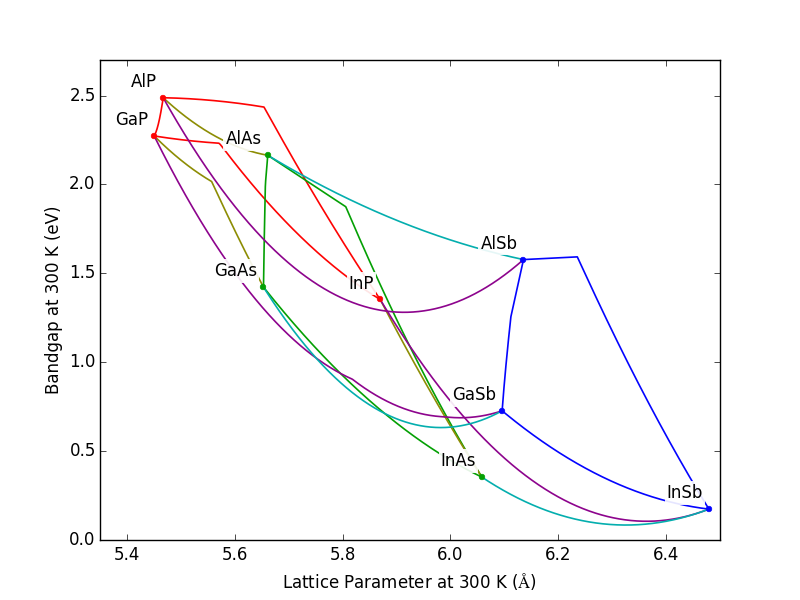 AlP
GaP
AlAs
AlSb
GaAs
InP
GaSb
InAs
InSb
2.5
2.0
1.5
1.0
0.5
0.0
Bandgap at 300 K (eV)
5.4 5.6 5.8 6.0 6.2 6.4
Lattice Parameter at 300 K (Å)